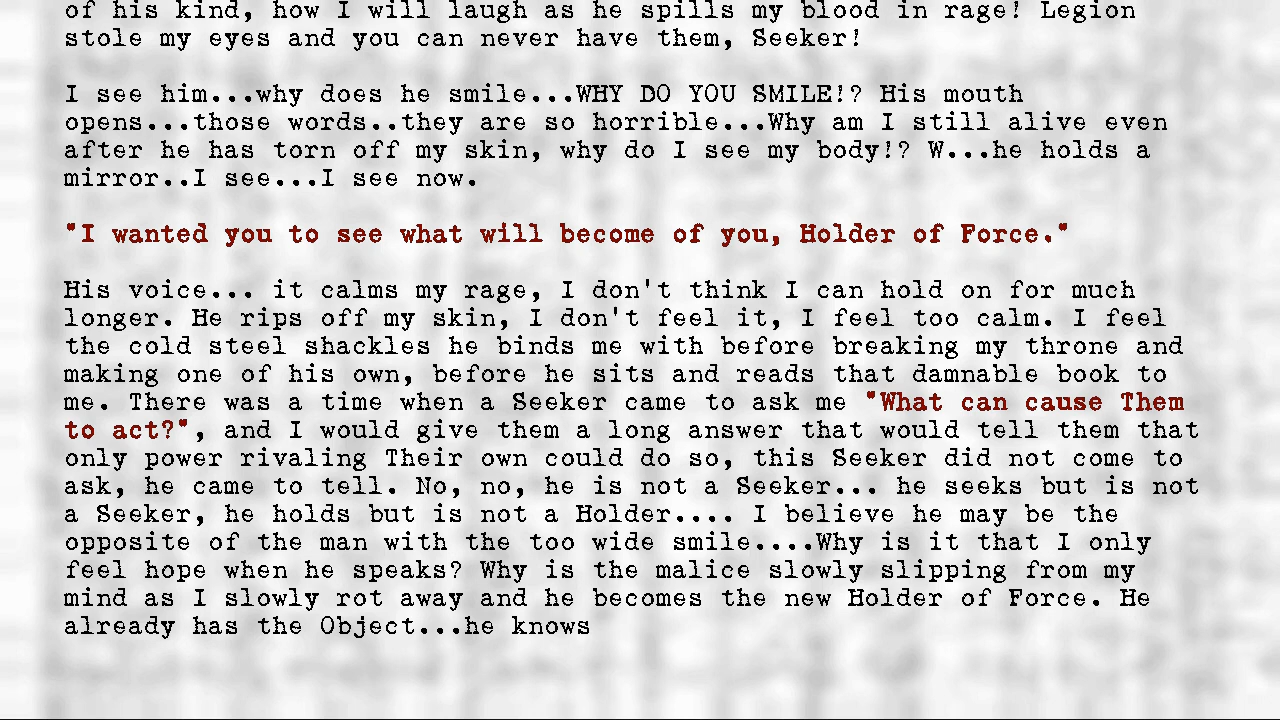 of his kind, how I will laugh as he spills my blood in rage! Legion
stole my eyes and you can never have them, Seeker!
I see him...why does he smile...WHY DO YOU SMILE!? His mouth
opens...those words..they are so horrible...Why am I still alive even
after he has torn off my skin, why do I see my body!? W...he holds a
mirror..I see...I see now.
"I wanted you to see what will become of you, Holder of Force."
His voice... it calms my rage, I don't think I can hold on for much
longer. He rips off my skin, I don't feel it, I feel too calm. I feel
the cold steel shackles he binds me with before breaking my throne and
making one of his own, before he sits and reads that damnable book to
me. There was a time when a Seeker came to ask me "What can cause Them
to act?", and I would give them a long answer that would tell them that
only power rivaling Their own could do so, this Seeker did not come to
ask, he came to tell. No, no, he is not a Seeker... he seeks but is not
a Seeker, he holds but is not a Holder.... I believe he may be the
opposite of the man with the too wide smile....Why is it that I only
feel hope when he speaks? Why is the malice slowly slipping from my
mind as I slowly rot away and he becomes the new Holder of Force. He
already has the Object...he knows